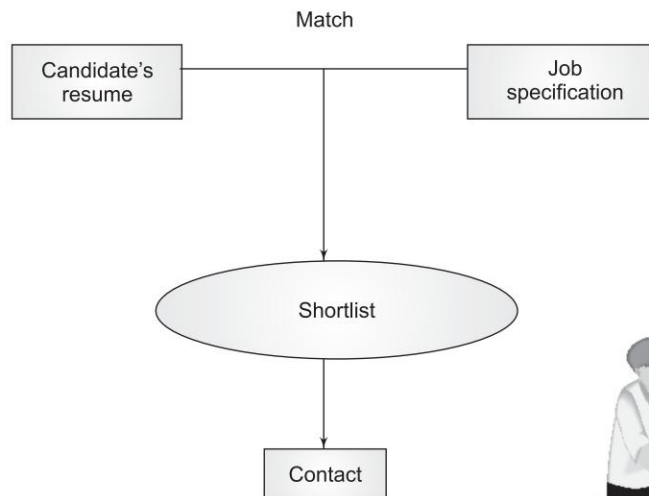 Match
Candidate's
resume
Job
specification
Shortlist
Contact